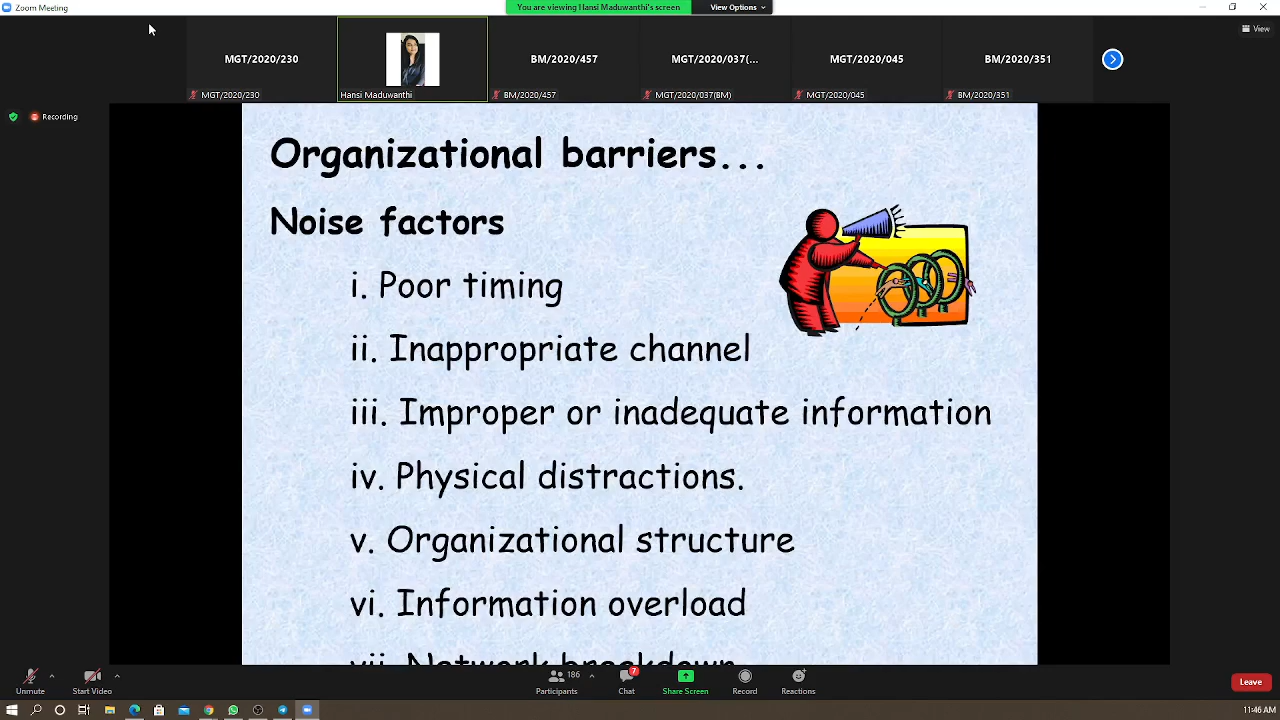 Zoom Meeting
You are viewing Hansi Maduwanthi's screen
View Options
View
MGT/2020/230
BM/2020/457
MGT/2020/037(...
MGT/2020/045
BM/2020/351
MGT/2020/230
Hansi Maduwanthi
BM/2020/457
MGT/2020/037(BM)
MGT/2020/045
BM/2020/351
Recording
Organizational barriers...
Noise factors
i. Poor timing
ii. Inappropriate channel
iii. Improper or inadequate information
iv. Physical distractions.
v. Organizational structure
vi. Information overload
vii. Network breakdown
Unmute
Start Video
186
Participants
7
Chat
Share Screen
Record
Reactions
Leave
11:46 AM